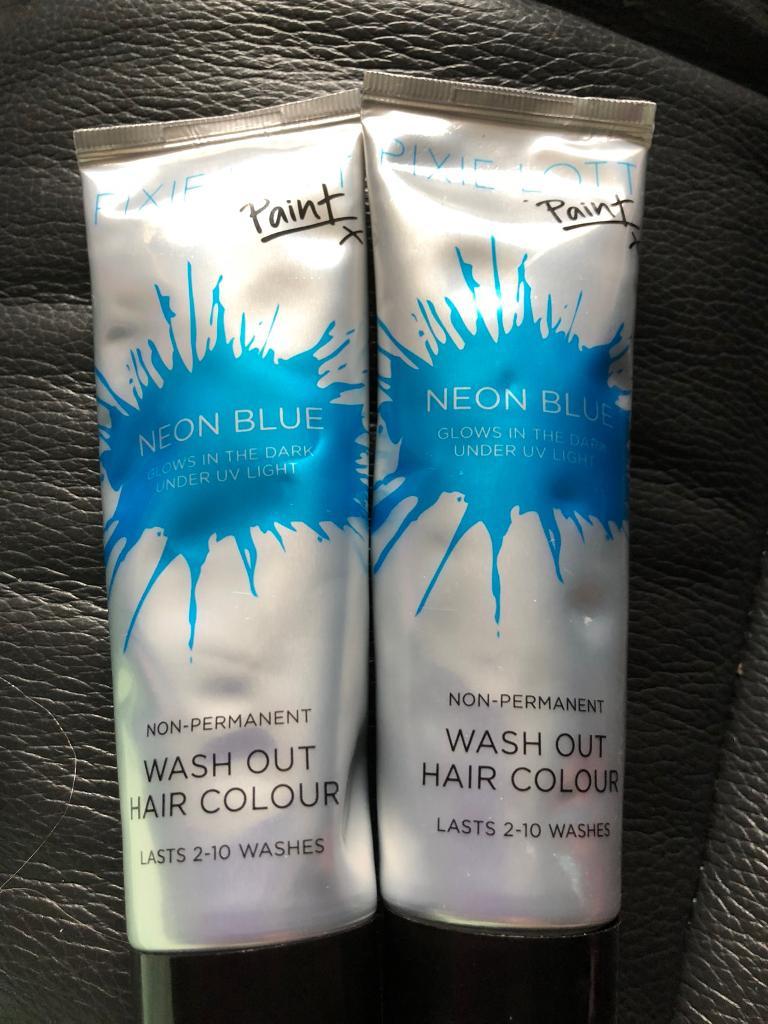 PIXIE
Paint
x
NEON BLUE
GLOWS IN THE DARK
UNDER UV LIGHT
NON-PERMANENT
WASH OUT
HAIR COLOUR
LASTS 2-10 WASHES
PIXIE LOTT
Paint
x
NEON BLUE
GLOWS IN THE DARK
UNDER UV LIGHT
NON-PERMANENT
WASH OUT
HAIR COLOUR
LASTS 2-10 WASHES